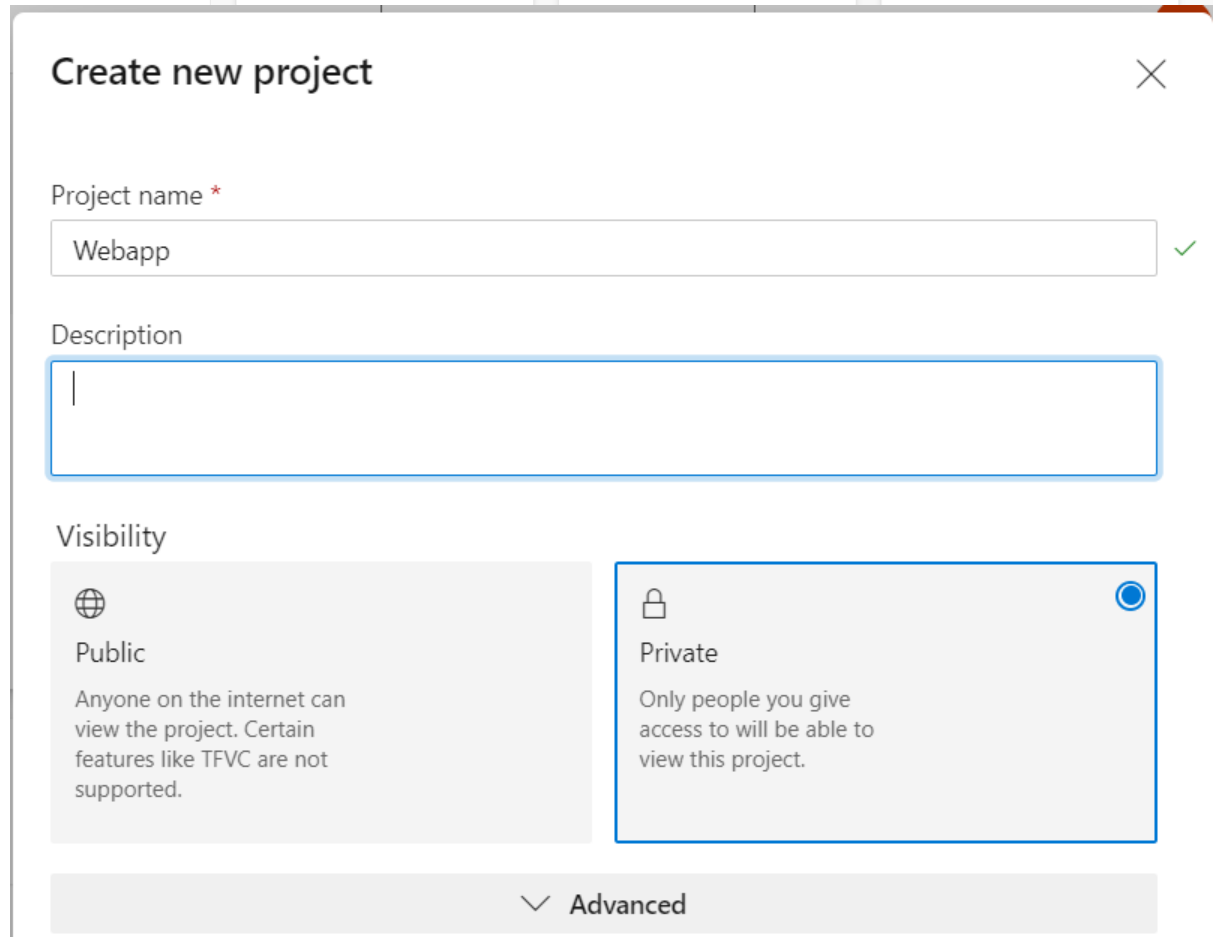 Create new project
Project name *
Webapp
Description
Visibility
Public
Anyone on the internet can
view the project. Certain
features like TFVC are not
supported.
Private
Only people you give
access to will be able to
view this project.
Advanced